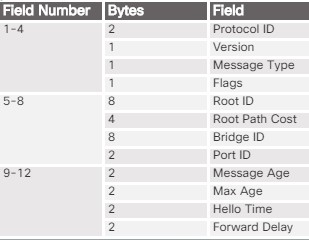 Field Number Bytes Field
1-4 2 Protocol ID
1 Version
1 Message Type
1 Flags
5-8 8 Root ID
4 Root Path Cost
8 Bridge ID
2 Port ID
9-12 2 Message Age
2 Max Age
2 Hello Time
2 Forward Delay